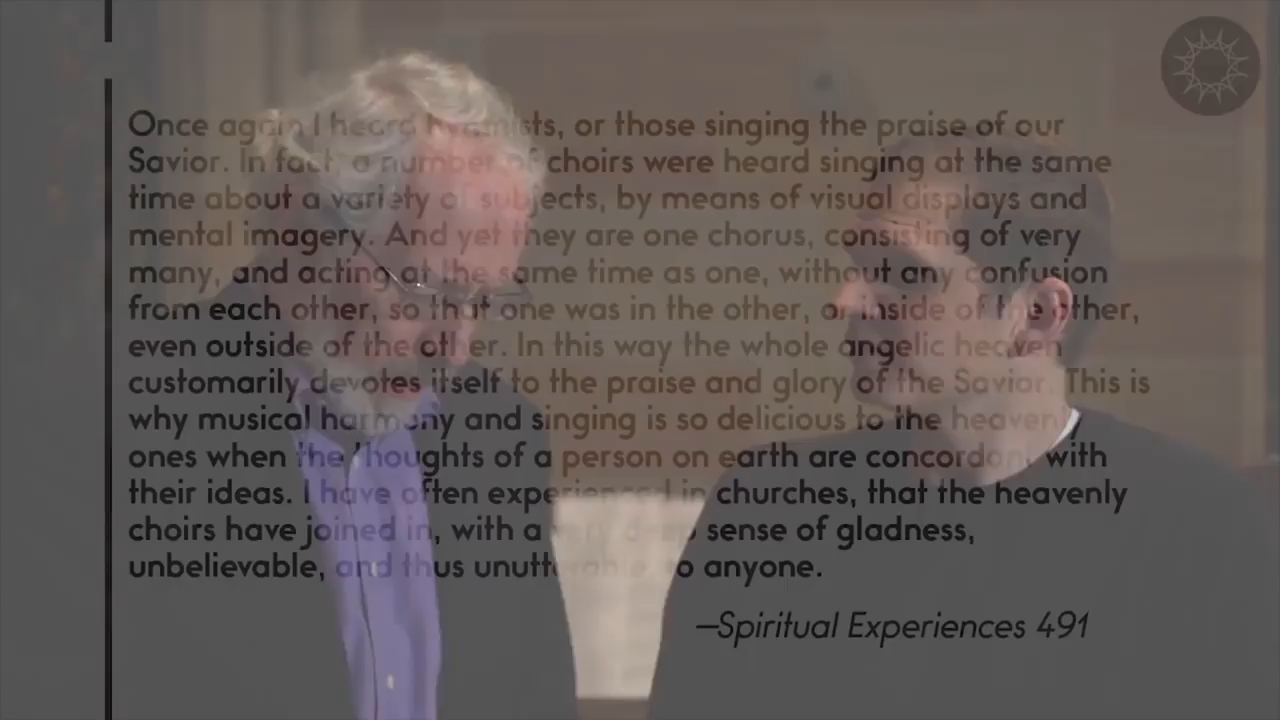 Once again I heard hymnists, or those singing the praise of our
Savior. In fact, a number of choirs were heard singing at the same
time about a variety of subjects, by means of visual displays and
mental imagery. And yet they are one chorus, consisting of very
many, and acting at the same time as one, without any confusion
from each other, so that one was in the other, or inside of the other,
even outside of the other. In this way the whole angelic heaven
customarily devotes itself to the praise and glory of the Savior. This is
why musical harmony and singing is so delicious to the heavenly
ones when the thoughts of a person on earth are concordant with
their ideas. I have often experienced in churches, that the heavenly
choirs have joined in, with a very deep sense of gladness,
unbelievable, and thus unutterable, to anyone.
—Spiritual Experiences 491